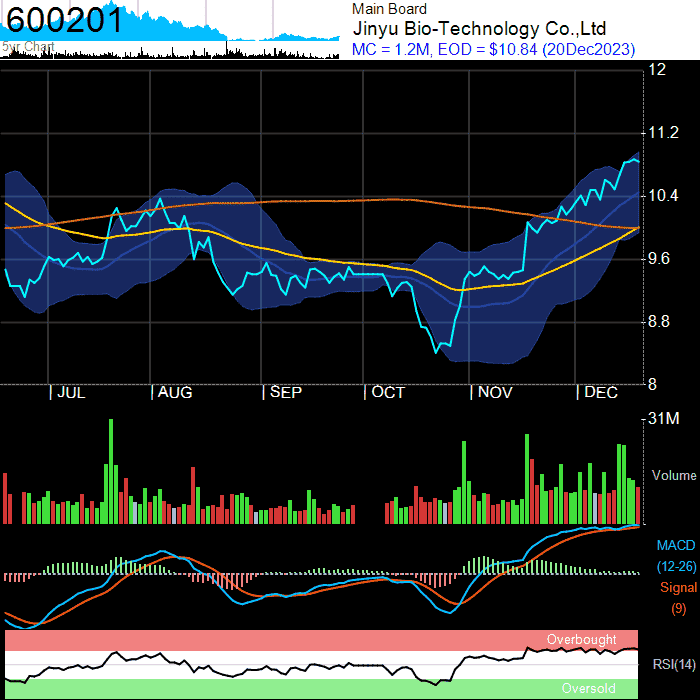 600201
5yr Chart
Main Board
Jinyu Bio-Technology Co.,Ltd
MC = 1.2M, EOD = $10.84 (20Dec2023)
12
11.2
10.4
9.6
8.8
8
| JUL | AUG | SEP | OCT | NOV | DEC
31M
Volume
MACD
(12-26)
Signal
(9)
Overbought
RSI(14)
Oversold